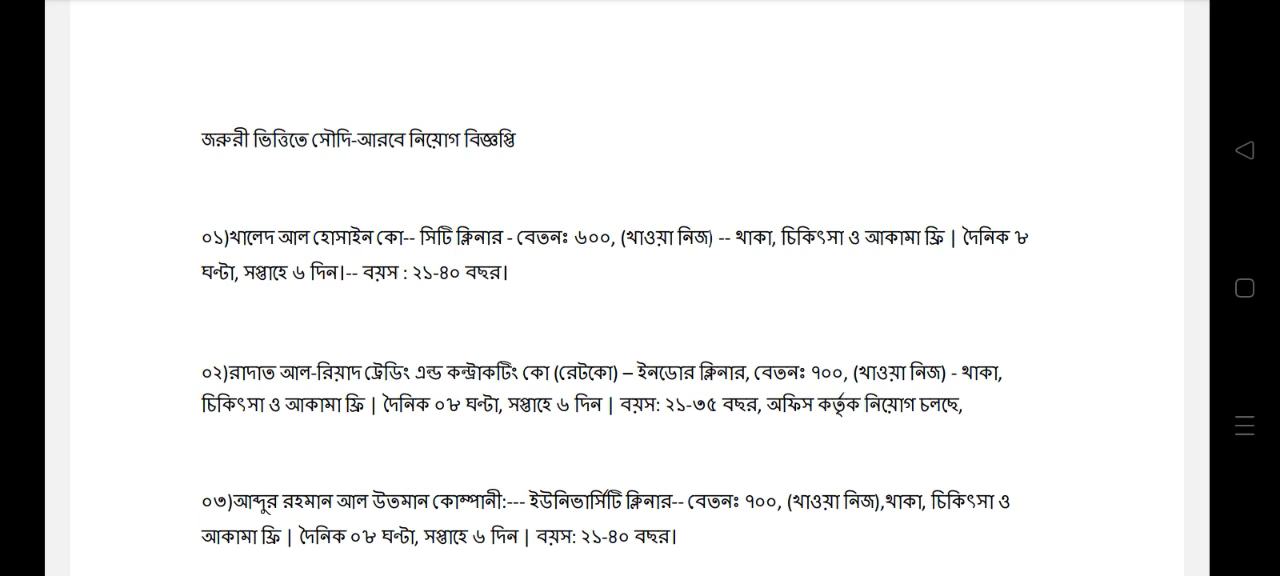 জরুরী ভিত্তিতে সৌদি-আরবে নিয়োগ বিজ্ঞপ্তি
০১)খালেদ আল হোসাইন কো-- সিটি ক্লিনার - বেতনঃ ৬০০, (খাওয়া নিজ) -- থাকা, চিকিৎসা ও আকামা ফ্রি | দৈনিক ৮
ঘণ্টা, সপ্তাহে ৬ দিন।-- বয়স : ২১-৪০ বছর।
০২)রাদাত আল-রিয়াদ ট্রেডিং এন্ড কন্ট্রাকটিং কো (রেটকো) – ইনডোর ক্লিনার, বেতনঃ ৭০০, (খাওয়া নিজ) - থাকা,
চিকিৎসা ও আকামা ফ্রি | দৈনিক ০৮ ঘণ্টা, সপ্তাহে ৬ দিন | বয়স: ২১-৩৫ বছর, অফিস কর্তৃক নিয়োগ চলছে,
০৩)আব্দুর রহমান আল উতমান কোম্পানী:--- ইউনিভার্সিটি ক্লিনার-- বেতনঃ ৭০০, (খাওয়া নিজ),থাকা, চিকিৎসা ও
আকামা ফ্রি | দৈনিক ০৮ ঘণ্টা, সপ্তাহে ৬ দিন | বয়স: ২১-৪০ বছর।